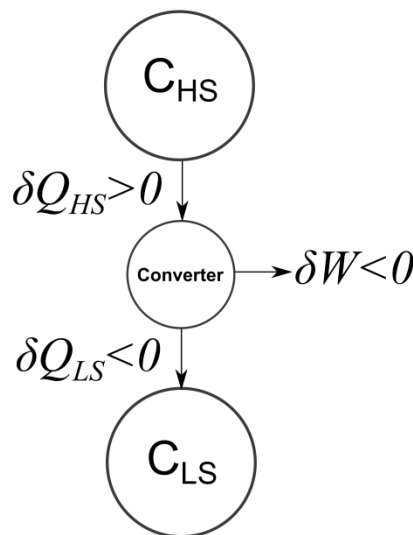 C_HS
δQ_HS>0
Converter
δW<0
δQ_LS<0
C_LS